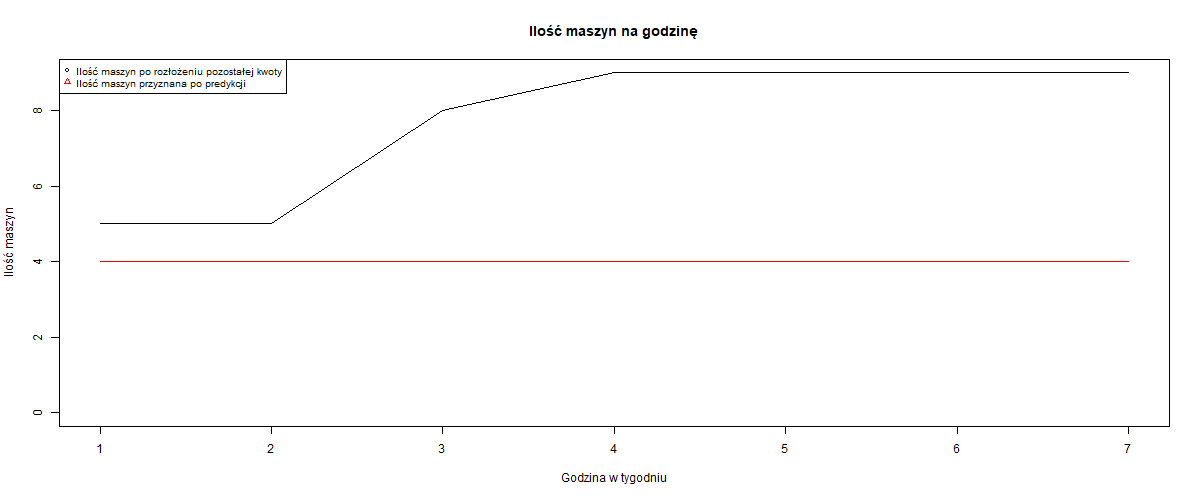 Ilość maszyn na godzinę
Ilość maszyn po rozłożeniu pozostałej kwoty
Ilość maszyn przyznana po predykcji
Ilość maszyn
8
6
4
2
0
1 2 3 4 5 6 7
Godzina w tygodniu